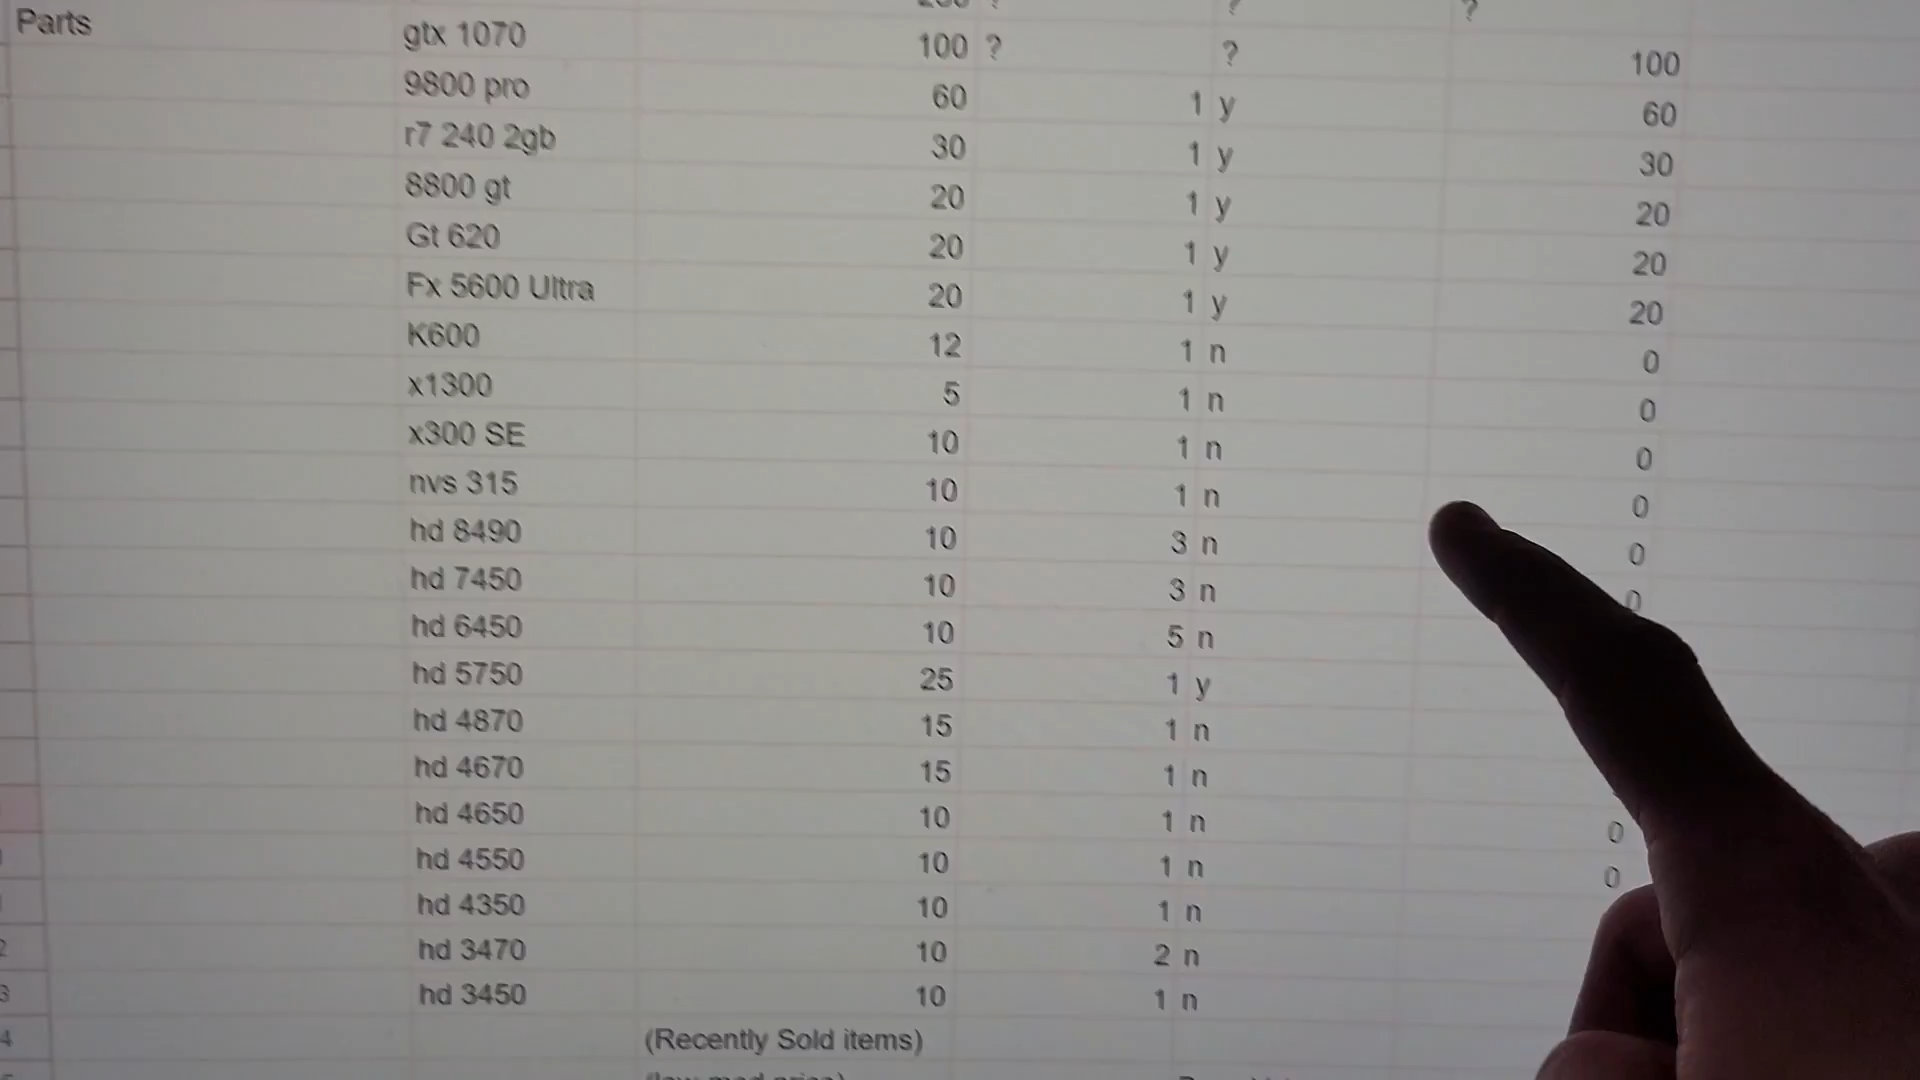 ? ? ?
Parts gtx 1070 100 ? ? 100
9800 pro 60 1 y 60
r7 240 2gb 30 1 y 30
8800 gt 20 1 y 20
Gt 620 20 1 y 20
Fx 5600 Ultra 20 1 y 20
K600 12 1 n 0
x1300 5 1 n 0
x300 SE 10 1 n 0
nvs 315 10 1 n 0
hd 8490 10 3 n 0
hd 7450 10 3 n 0
hd 6450 10 5 n
hd 5750 25 1 y
hd 4870 15 1 n
hd 4670 15 1 n
hd 4650 10 1 n 0
hd 4550 10 1 n 0
hd 4350 10 1 n
2 hd 3470 10 2 n
3 hd 3450 10 1 n
4 (Recently Sold items)